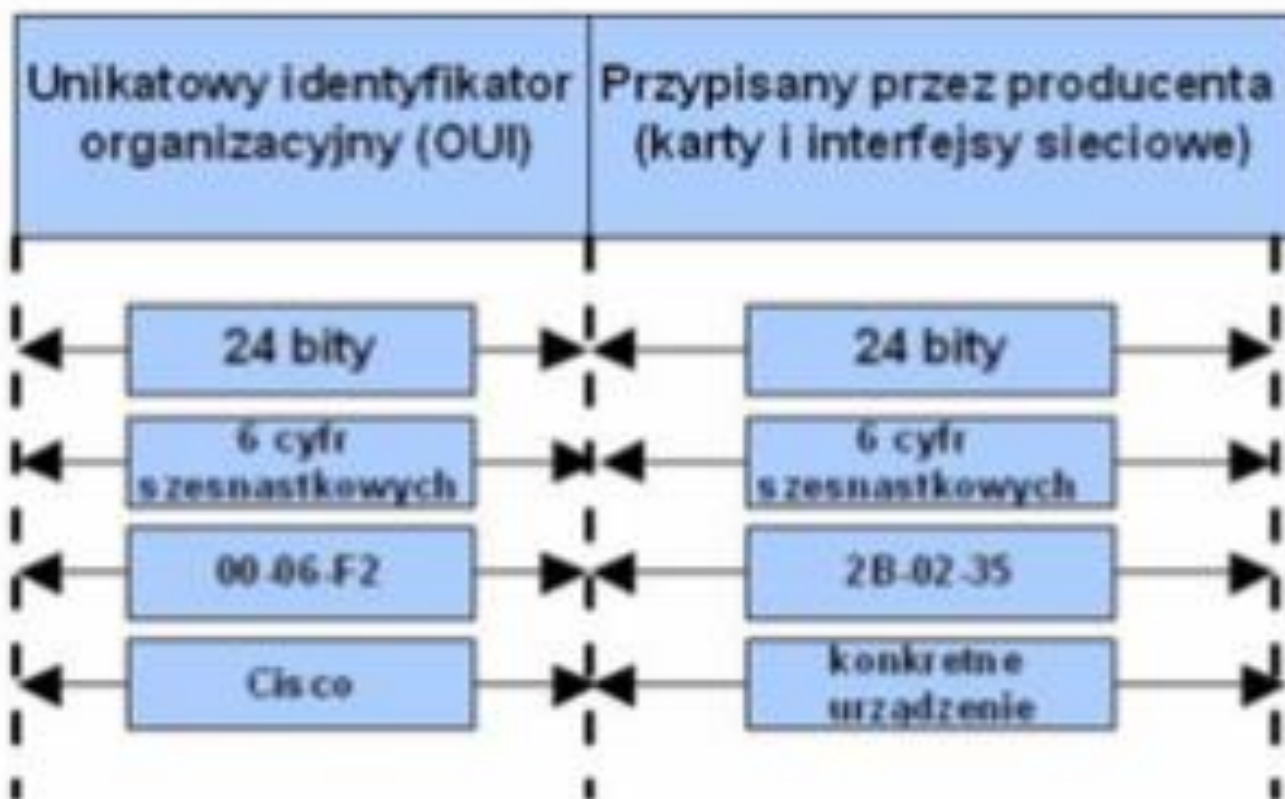 Unikatowy identyfikator
organizacyjny (OUI)
Przypisany przez producenta
(karty i interfejsy sieciowe)
24 bity
24 bity
6 cyfr
szesnastkowych
6 cyfr
szesnastkowych
00-06-F2
2B-02-35
Cisco
konkretne
urządzenie